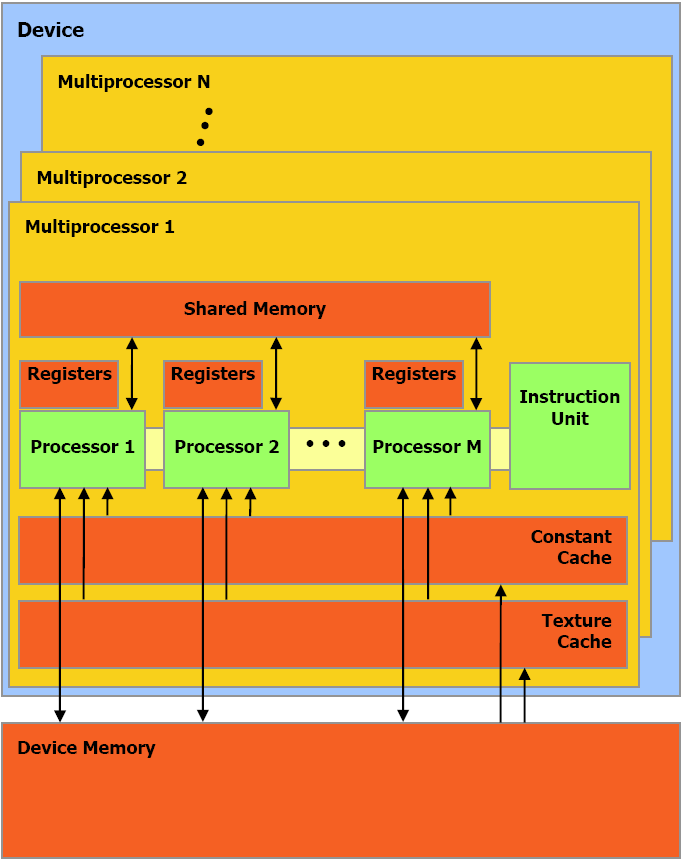 Device
Multiprocessor N
Multiprocessor 2
Multiprocessor 1
Shared Memory
Registers
Registers
Registers
Processor 1
Processor 2
• • •
Processor M
Instruction
Unit
Constant
Cache
Texture
Cache
Device Memory